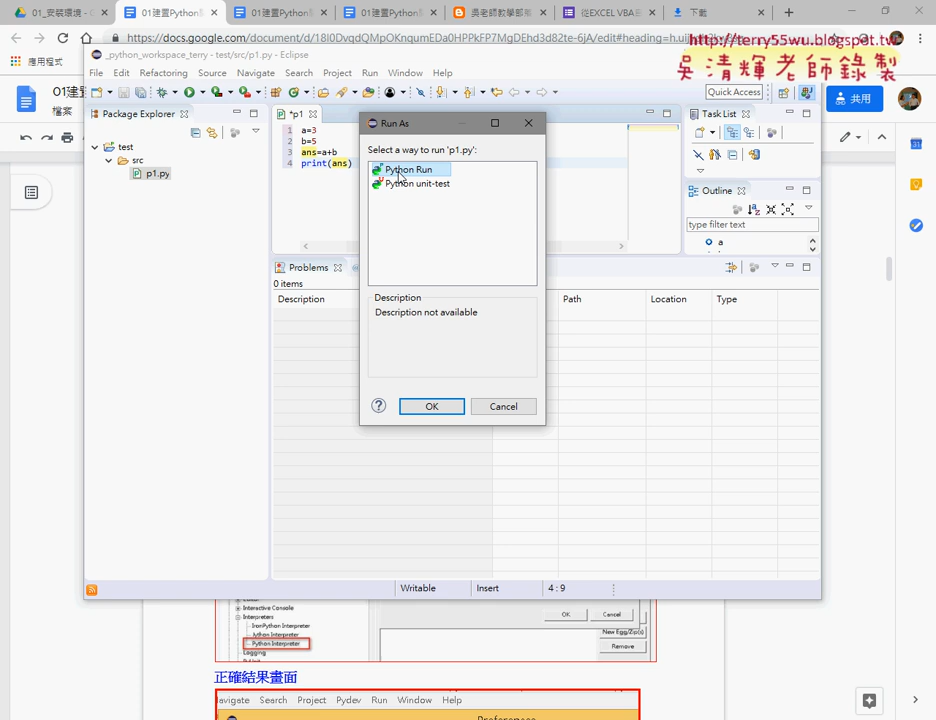 01_安裝環境 -
01建置Python
01建置Python
01建置Python
吳老師教學部
從EXCEL VBA
下載
https://docs.google.com/document/d/18I0DvqdQMpOKnqumEDa0HPPkFP7MgDEhd3d82te-6jA/edit#heading=h.
http://terry55wu.blogspot.tw
吳清輝老師錄製
應用程式
_python_workspace_terry - test/src/p1.py - Eclipse
File Edit Refactoring Source Navigate Search Project Run Window Help
檔案
共用
Quick Access
Package Explorer
test
src
p1.py
*p1
1 a=3
2 b=5
3 ans=a+b
4 print(ans)
Run As
Select a way to run 'p1.py':
Python Run
Python unit-test
Description
Description not available
OK
Cancel
Task List
Outline
type filter text
a
Problems
0 items
Description
Path
Location
Type
Writable
Insert
4 : 9
Interactive Console
Interpreters
IronPython Interpreter
Jython Interpreter
Python Interpreter
Logging
OK
Cancel
New Egg/Zip(s)
Remove
正確結果畫面
avigate Search Project Pydev Run Window Help
Preference